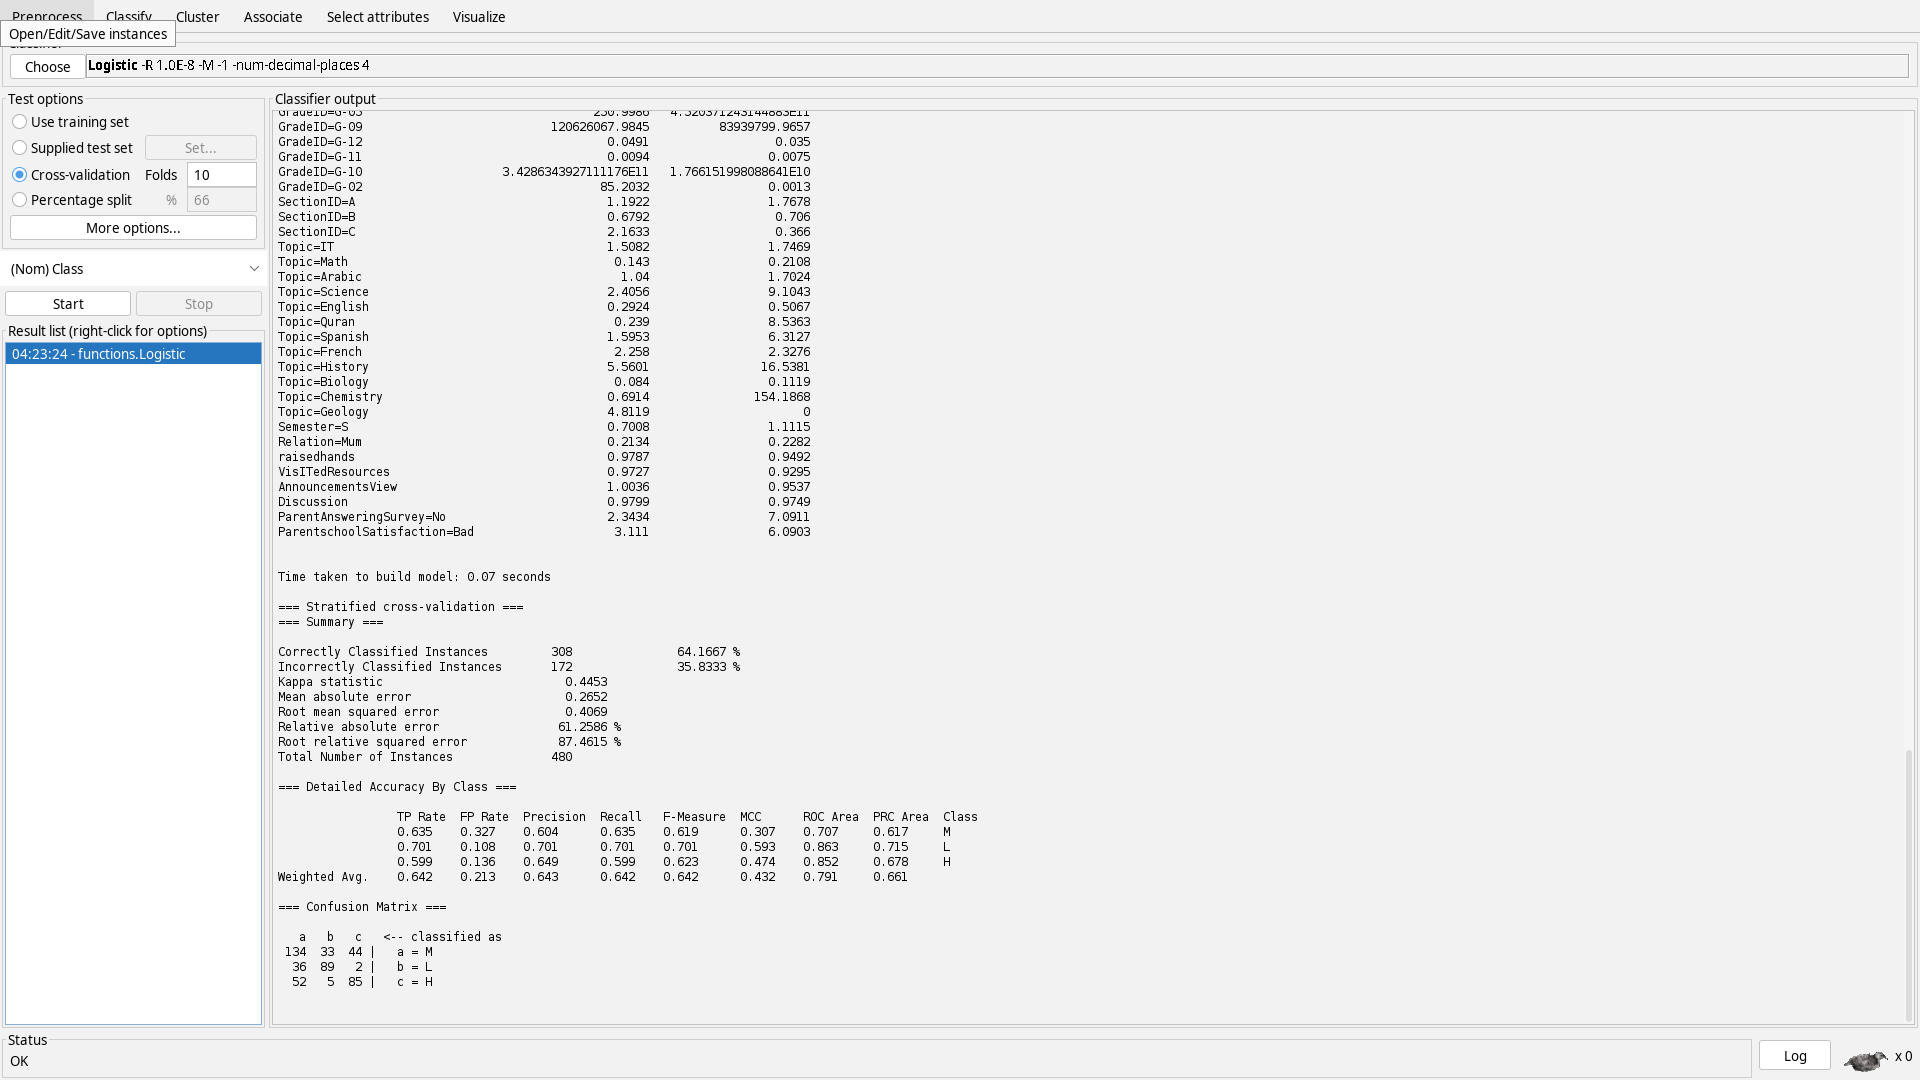 Preprocess Classify Cluster Associate Select attributes Visualize
Open/Edit/Save instances
Choose Logistic -R 1.0E-8 -M -1 -num-decimal-places 4
Test options
Use training set
Supplied test set Set...
Cross-validation Folds 10
Percentage split % 66
More options...
(Nom) Class
Start Stop
Result list (right-click for options)
04:23:24 - functions.Logistic
Classifier output
GradeID=G-05 250.9986 4.520371243144883E11
GradeID=G-09 120626067.9845 83939799.9657
GradeID=G-12 0.0491 0.035
GradeID=G-11 0.0094 0.0075
GradeID=G-10 3.4286343927111176E11 1.766151998088641E10
GradeID=G-02 85.2032 0.0013
SectionID=A 1.1922 1.7678
SectionID=B 0.6792 0.706
SectionID=C 2.1633 0.366
Topic=IT 1.5082 1.7469
Topic=Math 0.143 0.2108
Topic=Arabic 1.04 1.7024
Topic=Science 2.4056 9.1043
Topic=English 0.2924 0.5067
Topic=Quran 0.239 8.5363
Topic=Spanish 1.5953 6.3127
Topic=French 2.258 2.3276
Topic=History 5.5601 16.5381
Topic=Biology 0.084 0.1119
Topic=Chemistry 0.6914 154.1868
Topic=Geology 4.8119 0
Semester=S 0.7008 1.1115
Relation=Mum 0.2134 0.2282
raisedhands 0.9787 0.9492
VisITedResources 0.9727 0.9295
AnnouncementsView 1.0036 0.9537
Discussion 0.9799 0.9749
ParentAnsweringSurvey=No 2.3434 7.0911
ParentschoolSatisfaction=Bad 3.111 6.0903
Time taken to build model: 0.07 seconds
=== Stratified cross-validation ===
=== Summary ===
Correctly Classified Instances 308 64.1667 %
Incorrectly Classified Instances 172 35.8333 %
Kappa statistic 0.4453
Mean absolute error 0.2652
Root mean squared error 0.4069
Relative absolute error 61.2586 %
Root relative squared error 87.4615 %
Total Number of Instances 480
=== Detailed Accuracy By Class ===
TP Rate FP Rate Precision Recall F-Measure MCC ROC Area PRC Area Class
0.635 0.327 0.604 0.635 0.619 0.307 0.707 0.617 M
0.701 0.108 0.701 0.701 0.701 0.593 0.863 0.715 L
0.599 0.136 0.649 0.599 0.623 0.474 0.852 0.678 H
Weighted Avg. 0.642 0.213 0.643 0.642 0.642 0.432 0.791 0.661
=== Confusion Matrix ===
a b c <-- classified as
134 33 44 | a = M
36 89 2 | b = L
52 5 85 | c = H
Status
OK
Log
x 0